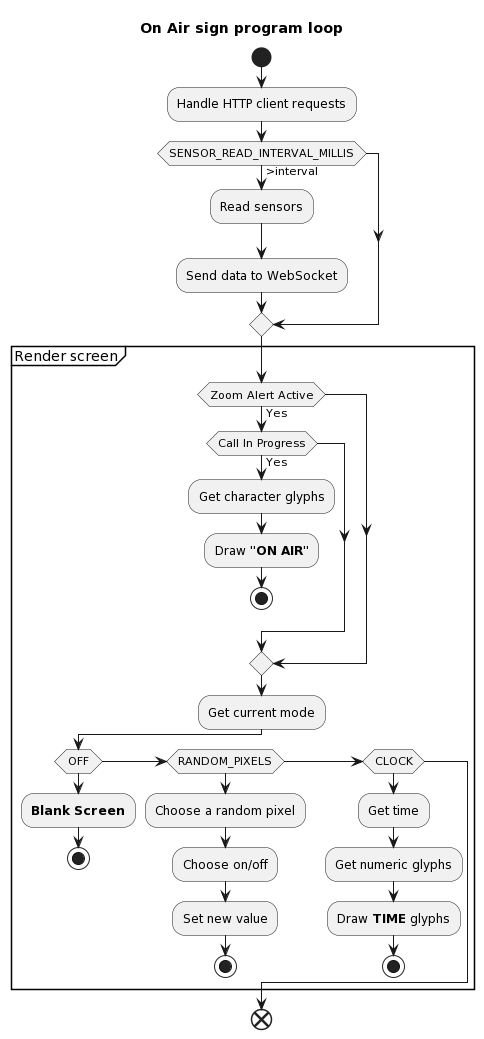 On Air sign program loop
Handle HTTP client requests
SENSOR_READ_INTERVAL_MILLIS
>interval
Read sensors
Send data to WebSocket
Render screen
Zoom Alert Active
Yes
Call In Progress
Yes
Get character glyphs
Draw "ON AIR"
Get current mode
OFF
RANDOM_PIXELS
CLOCK
Blank Screen
Choose a random pixel
Get time
Choose on/off
Get numeric glyphs
Set new value
Draw TIME glyphs